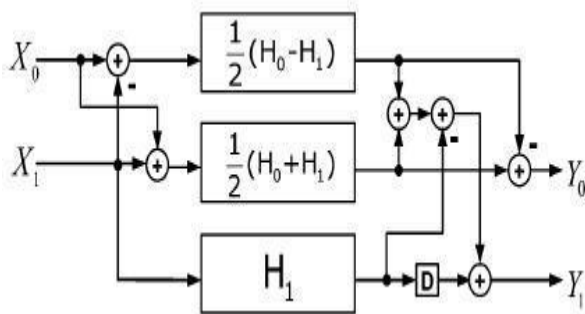 X₀
+
-
1/2 (H₀-H₁)
+
+
-
-
X₁
+
1/2 (H₀+H₁)
+
Y₀
H₁
D
+
Y₁